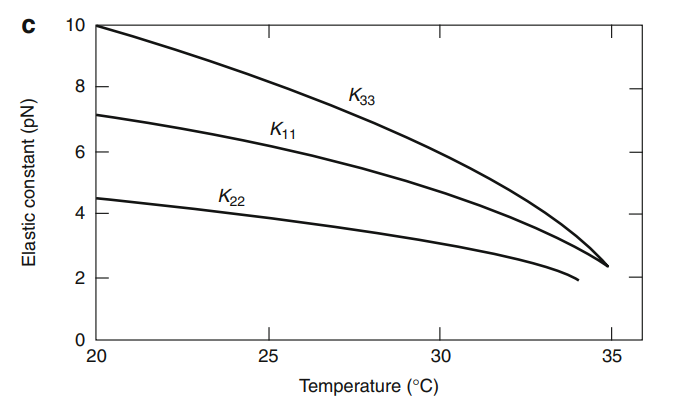 c
10
8
6
4
2
0
Elastic constant (pN)
K₃₃
K₁₁
K₂₂
20
25
30
35
Temperature (°C)